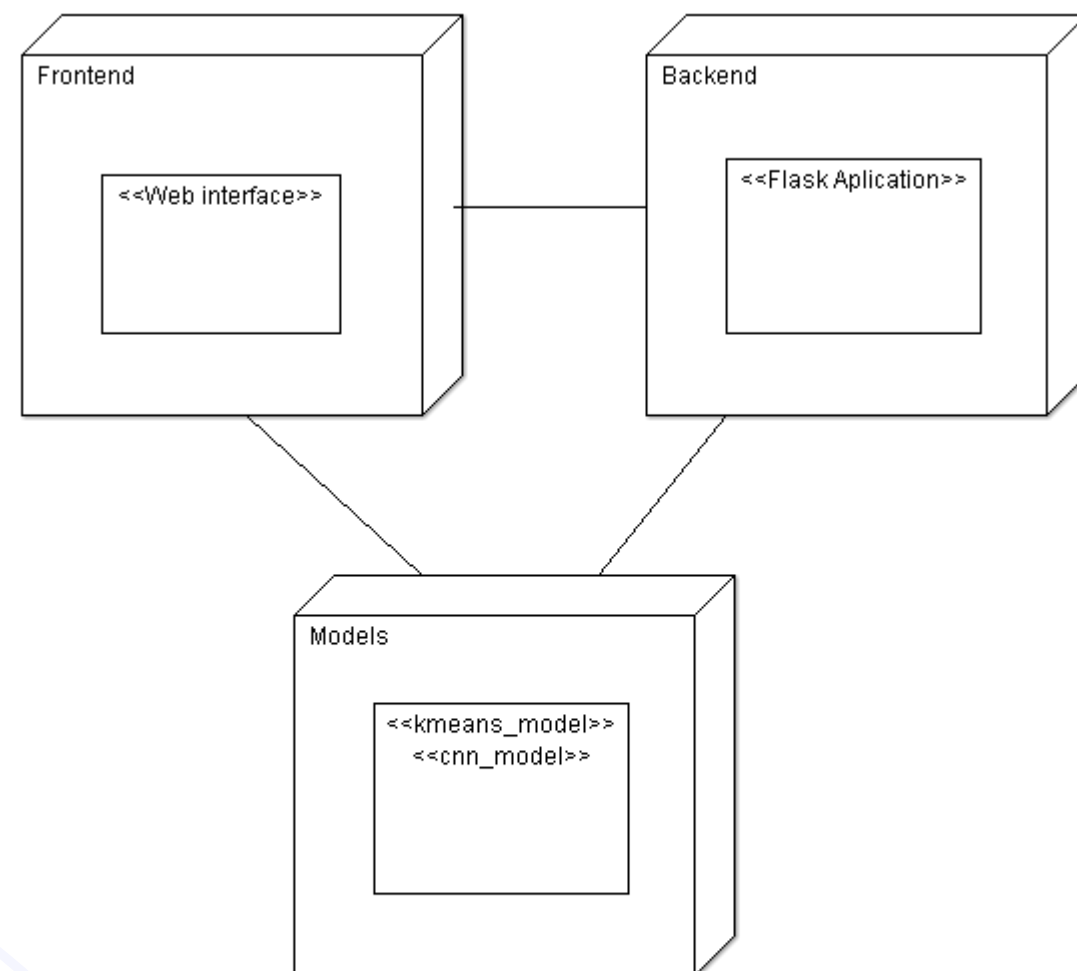 Frontend
Backend
<<Web interface>>
<<Flask Aplication>>
Models
<<kmeans_model>>
<<cnn_model>>